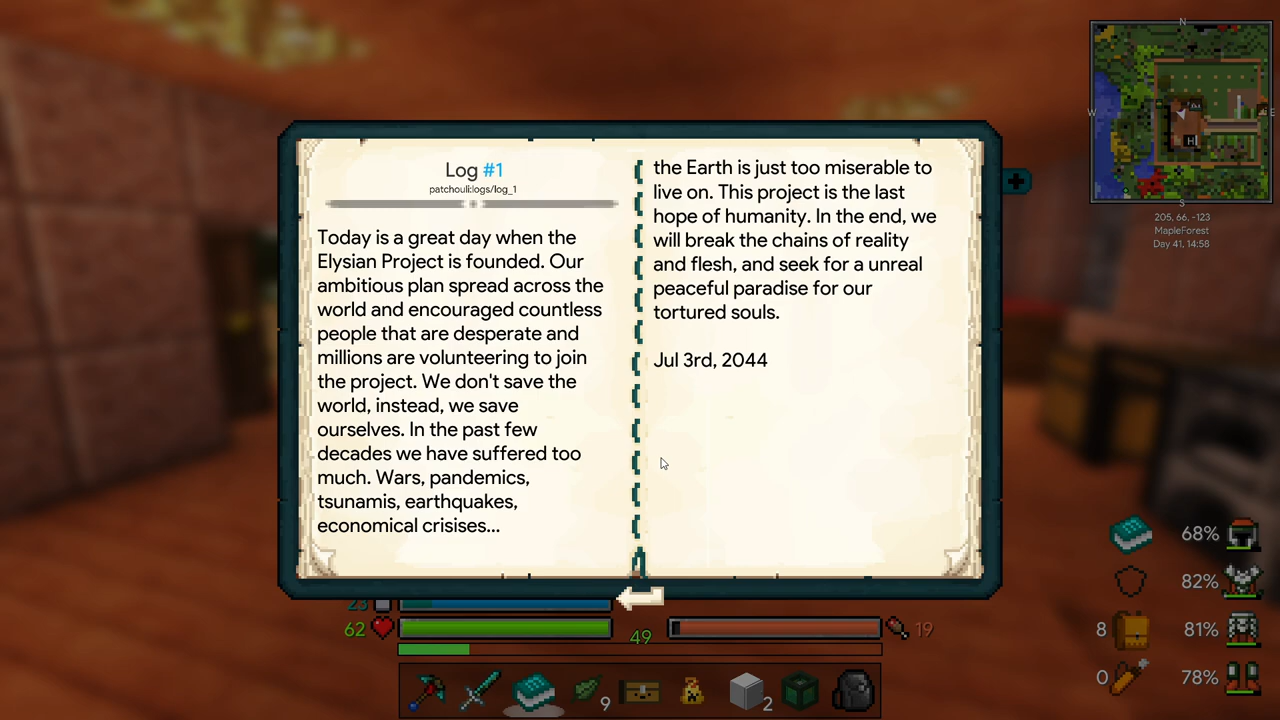 Log #1
patchouli:logs/log_1
Today is a great day when the
Elysian Project is founded. Our
ambitious plan spread across the
world and encouraged countless
people that are desperate and
millions are volunteering to join
the project. We don't save the
world, instead, we save
ourselves. In the past few
decades we have suffered too
much. Wars, pandemics,
tsunamis, earthquakes,
economical crisises...
the Earth is just too miserable to
live on. This project is the last
hope of humanity. In the end, we
will break the chains of reality
and flesh, and seek for a unreal
peaceful paradise for our
tortured souls.
Jul 3rd, 2044
N
W
E
H
S
205, 66, -123
MapleForest
Day 41, 14:58
68%
82%
8
81%
0
78%
23
62
49
19
9
2